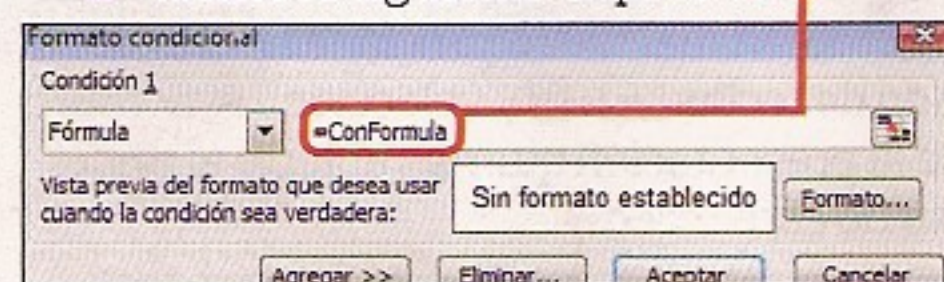 Formato condicional
Condición 1
Fórmula =ConFormula
Vista previa del formato que desea usar
cuando la condición sea verdadera:
Sin formato establecido
Formato...
Agregar >> Eliminar... Aceptar Cancelar